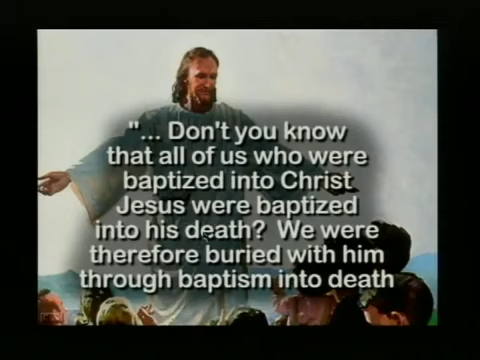 "... Don't you know
that all of us who were
baptized into Christ
Jesus were baptized
into his death?  We were
therefore buried with him
through baptism into death